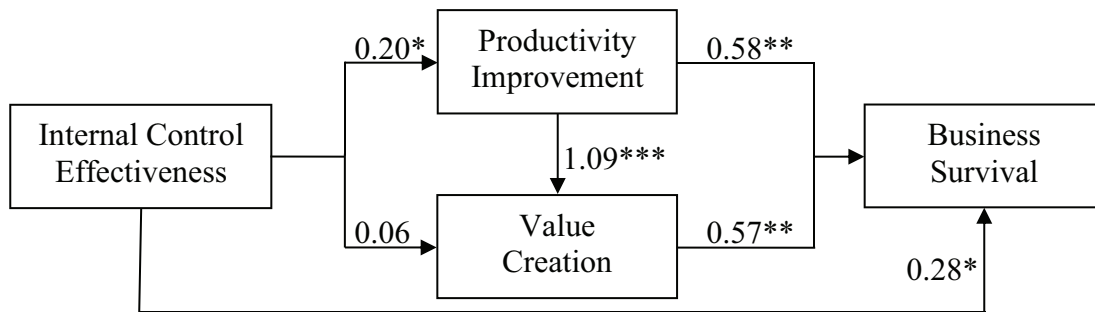 Productivity
Improvement
0.20*
0.58**
Internal Control
Effectiveness
Business
Survival
1.09***
Value
Creation
0.06
0.57**
0.28*